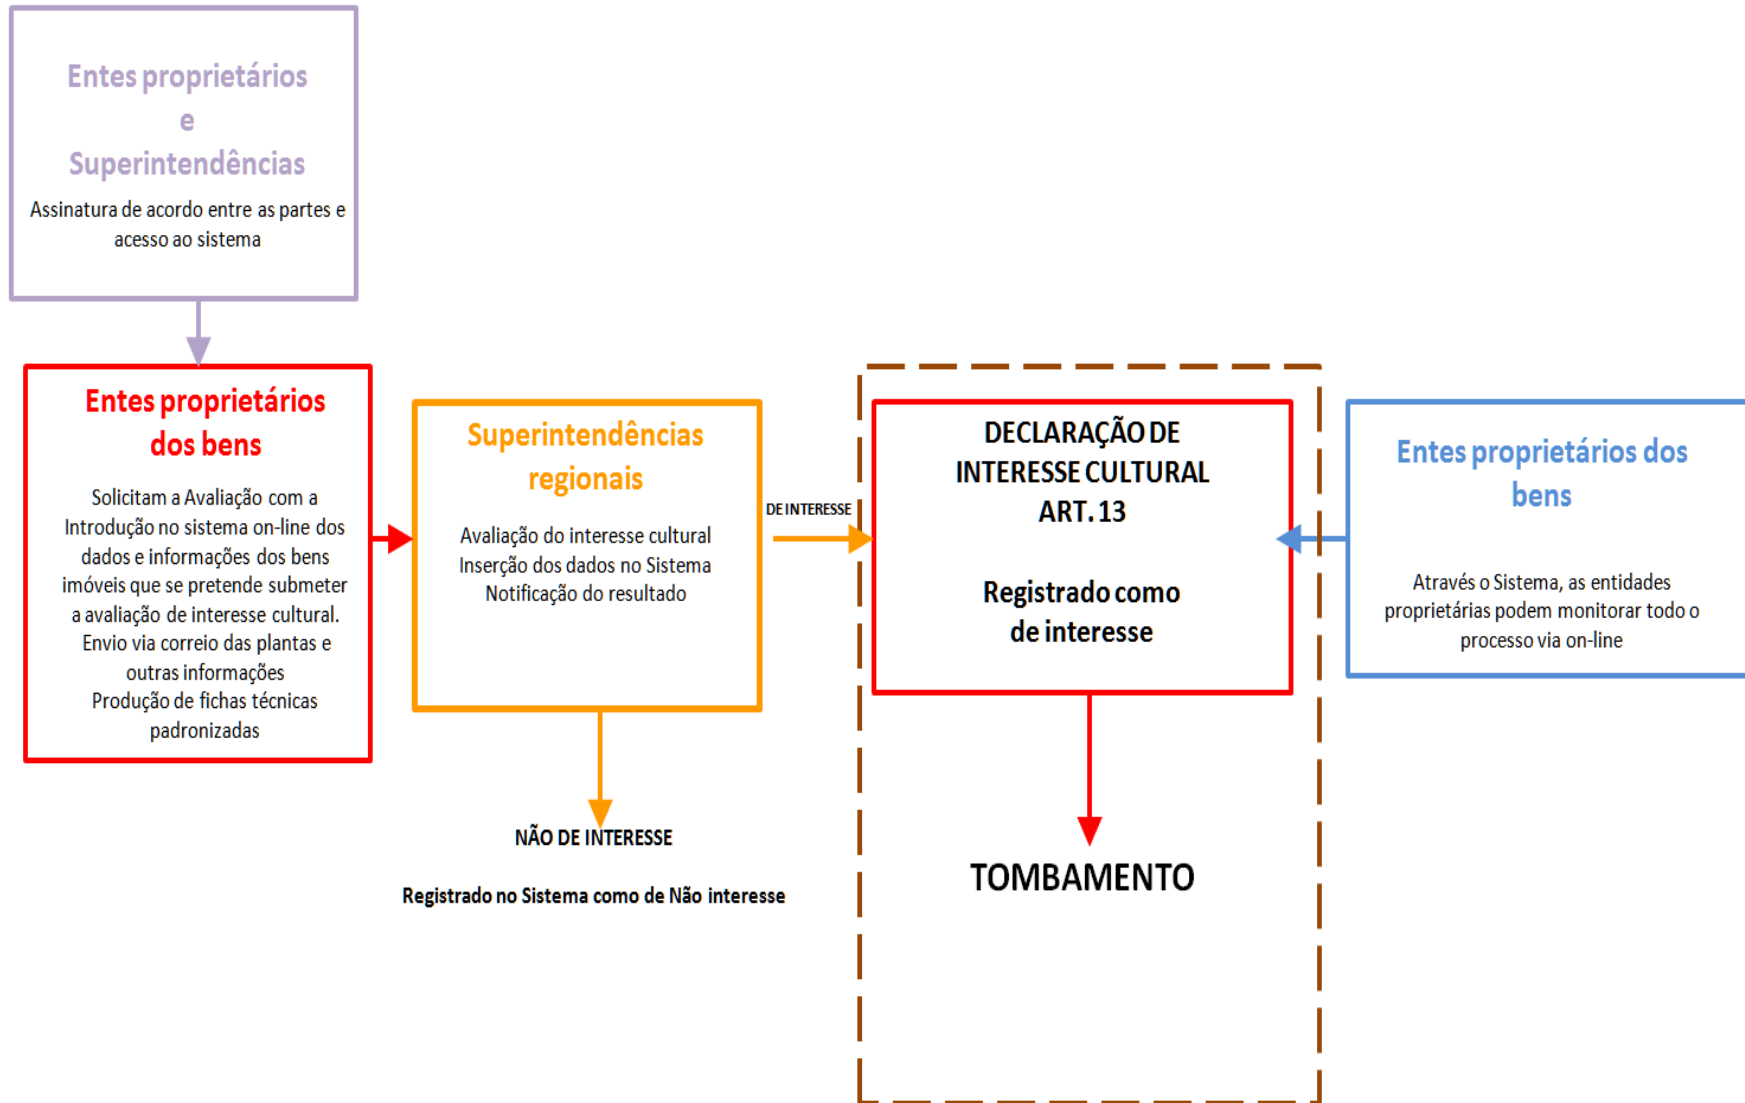 Entes proprietários
e
Superintendências
Assinatura de acordo entre as partes e
acesso ao sistema
Entes proprietários
dos bens
Solicitam a Avaliação com a
Introdução no sistema on-line dos
dados e informações dos bens
imóveis que se pretende submeter
a avaliação de interesse cultural.
Envio via correio das plantas e
outras informações
Produção de fichas técnicas
padronizadas
Superintendências
regionais
Avaliação do interesse cultural
Inserção dos dados no Sistema
Notificação do resultado
NÃO DE INTERESSE
Registrado no Sistema como de Não interesse
DE INTERESSE
DECLARAÇÃO DE
INTERESSE CULTURAL
ART. 13
Registrado como
de interesse
TOMBAMENTO
Entes proprietários dos
bens
Através o Sistema, as entidades
proprietárias podem monitorar todo o
processo via on-line